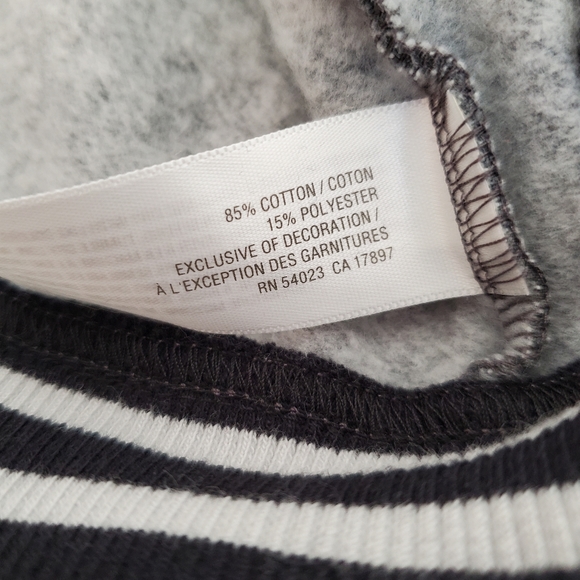 85% COTTON / COTON
15% POLYESTER
EXCLUSIVE OF DECORATION /
À L'EXCEPTION DES GARNITURES
RN 54023 CA 17897